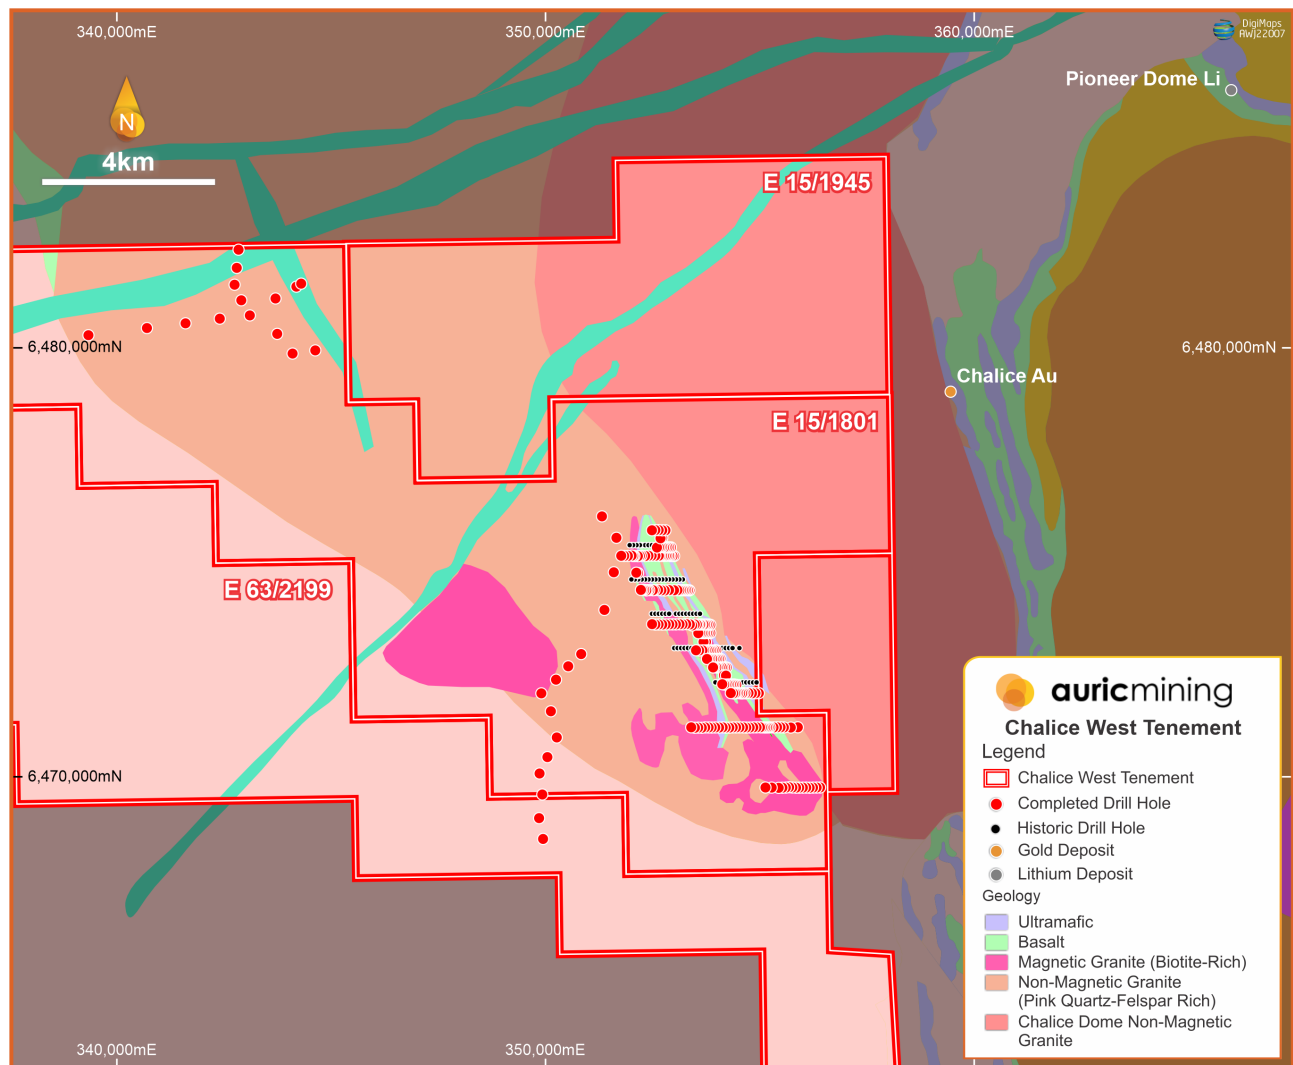 340,000mE
350,000mE
360,000mE
DigiMaps
AWJ22007
Pioneer Dome Li
N
4km
E 15/1945
6,480,000mN
6,480,000mN
Chalice Au
E 15/1801
E 63/2199
6,470,000mN
auricmining
Chalice West Tenement
Legend
Chalice West Tenement
Completed Drill Hole
Historic Drill Hole
Gold Deposit
Lithium Deposit
Geology
Ultramafic
Basalt
Magnetic Granite (Biotite-Rich)
Non-Magnetic Granite
(Pink Quartz-Felspar Rich)
Chalice Dome Non-Magnetic
Granite
340,000mE
350,000mE